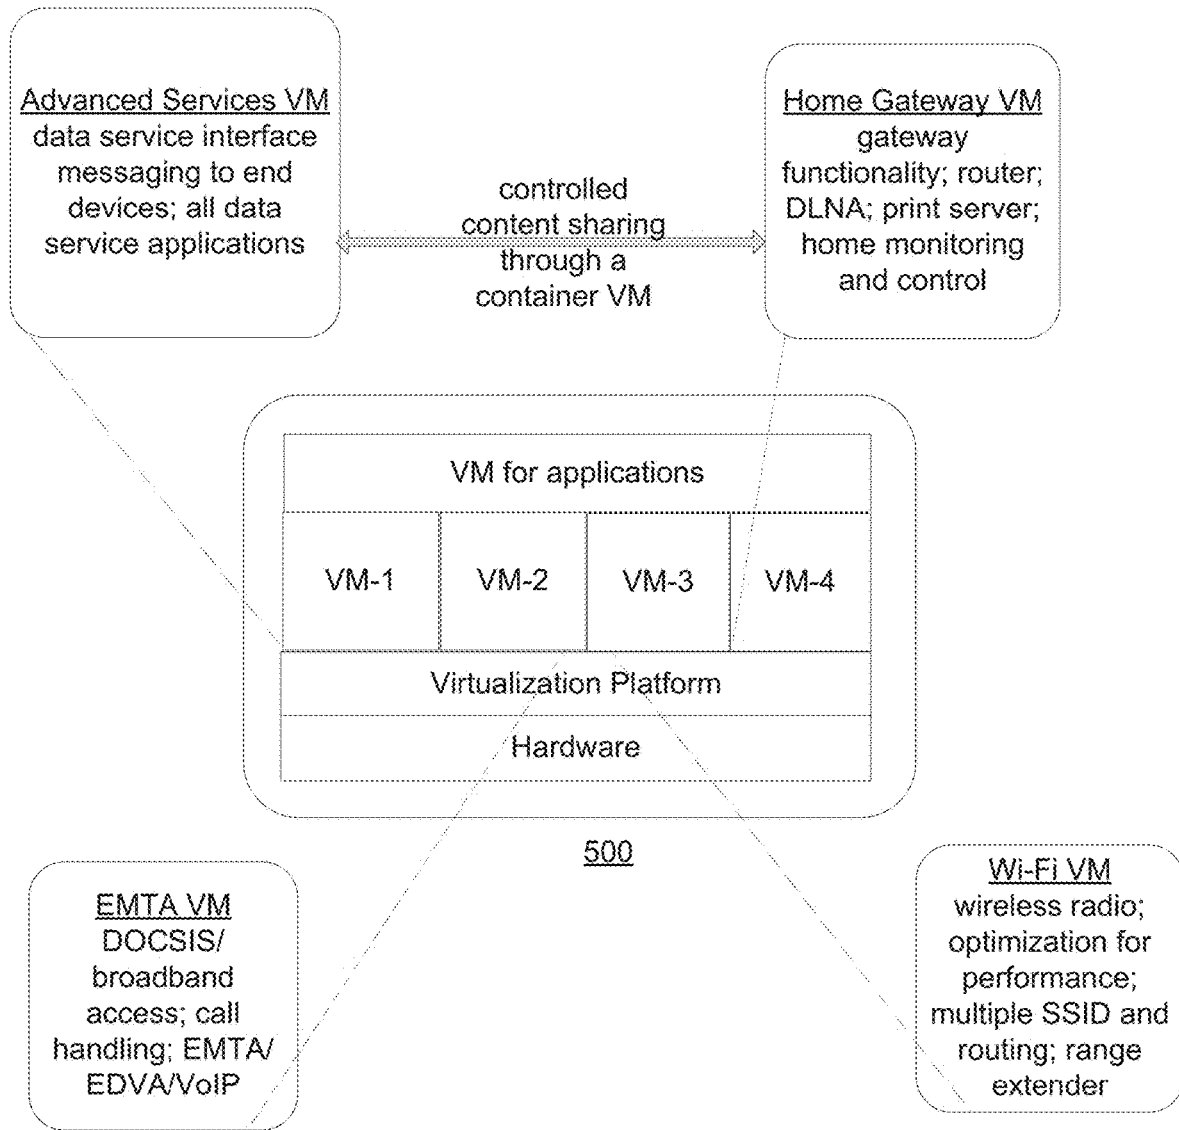 Advanced Services VM
data service interface
messaging to end
devices; all data
service applications
controlled
content sharing
through a
container VM
Home Gateway VM
gateway
functionality; router;
DLNA; print server;
home monitoring
and control
VM for applications
VM-1
VM-2
VM-3
VM-4
Virtualization Platform
Hardware
500
EMTA VM
DOCSIS/
broadband
access; call
handling; EMTA/
EDVA/VoIP
Wi-Fi VM
wireless radio;
optimization for
performance;
multiple SSID and
routing; range
extender